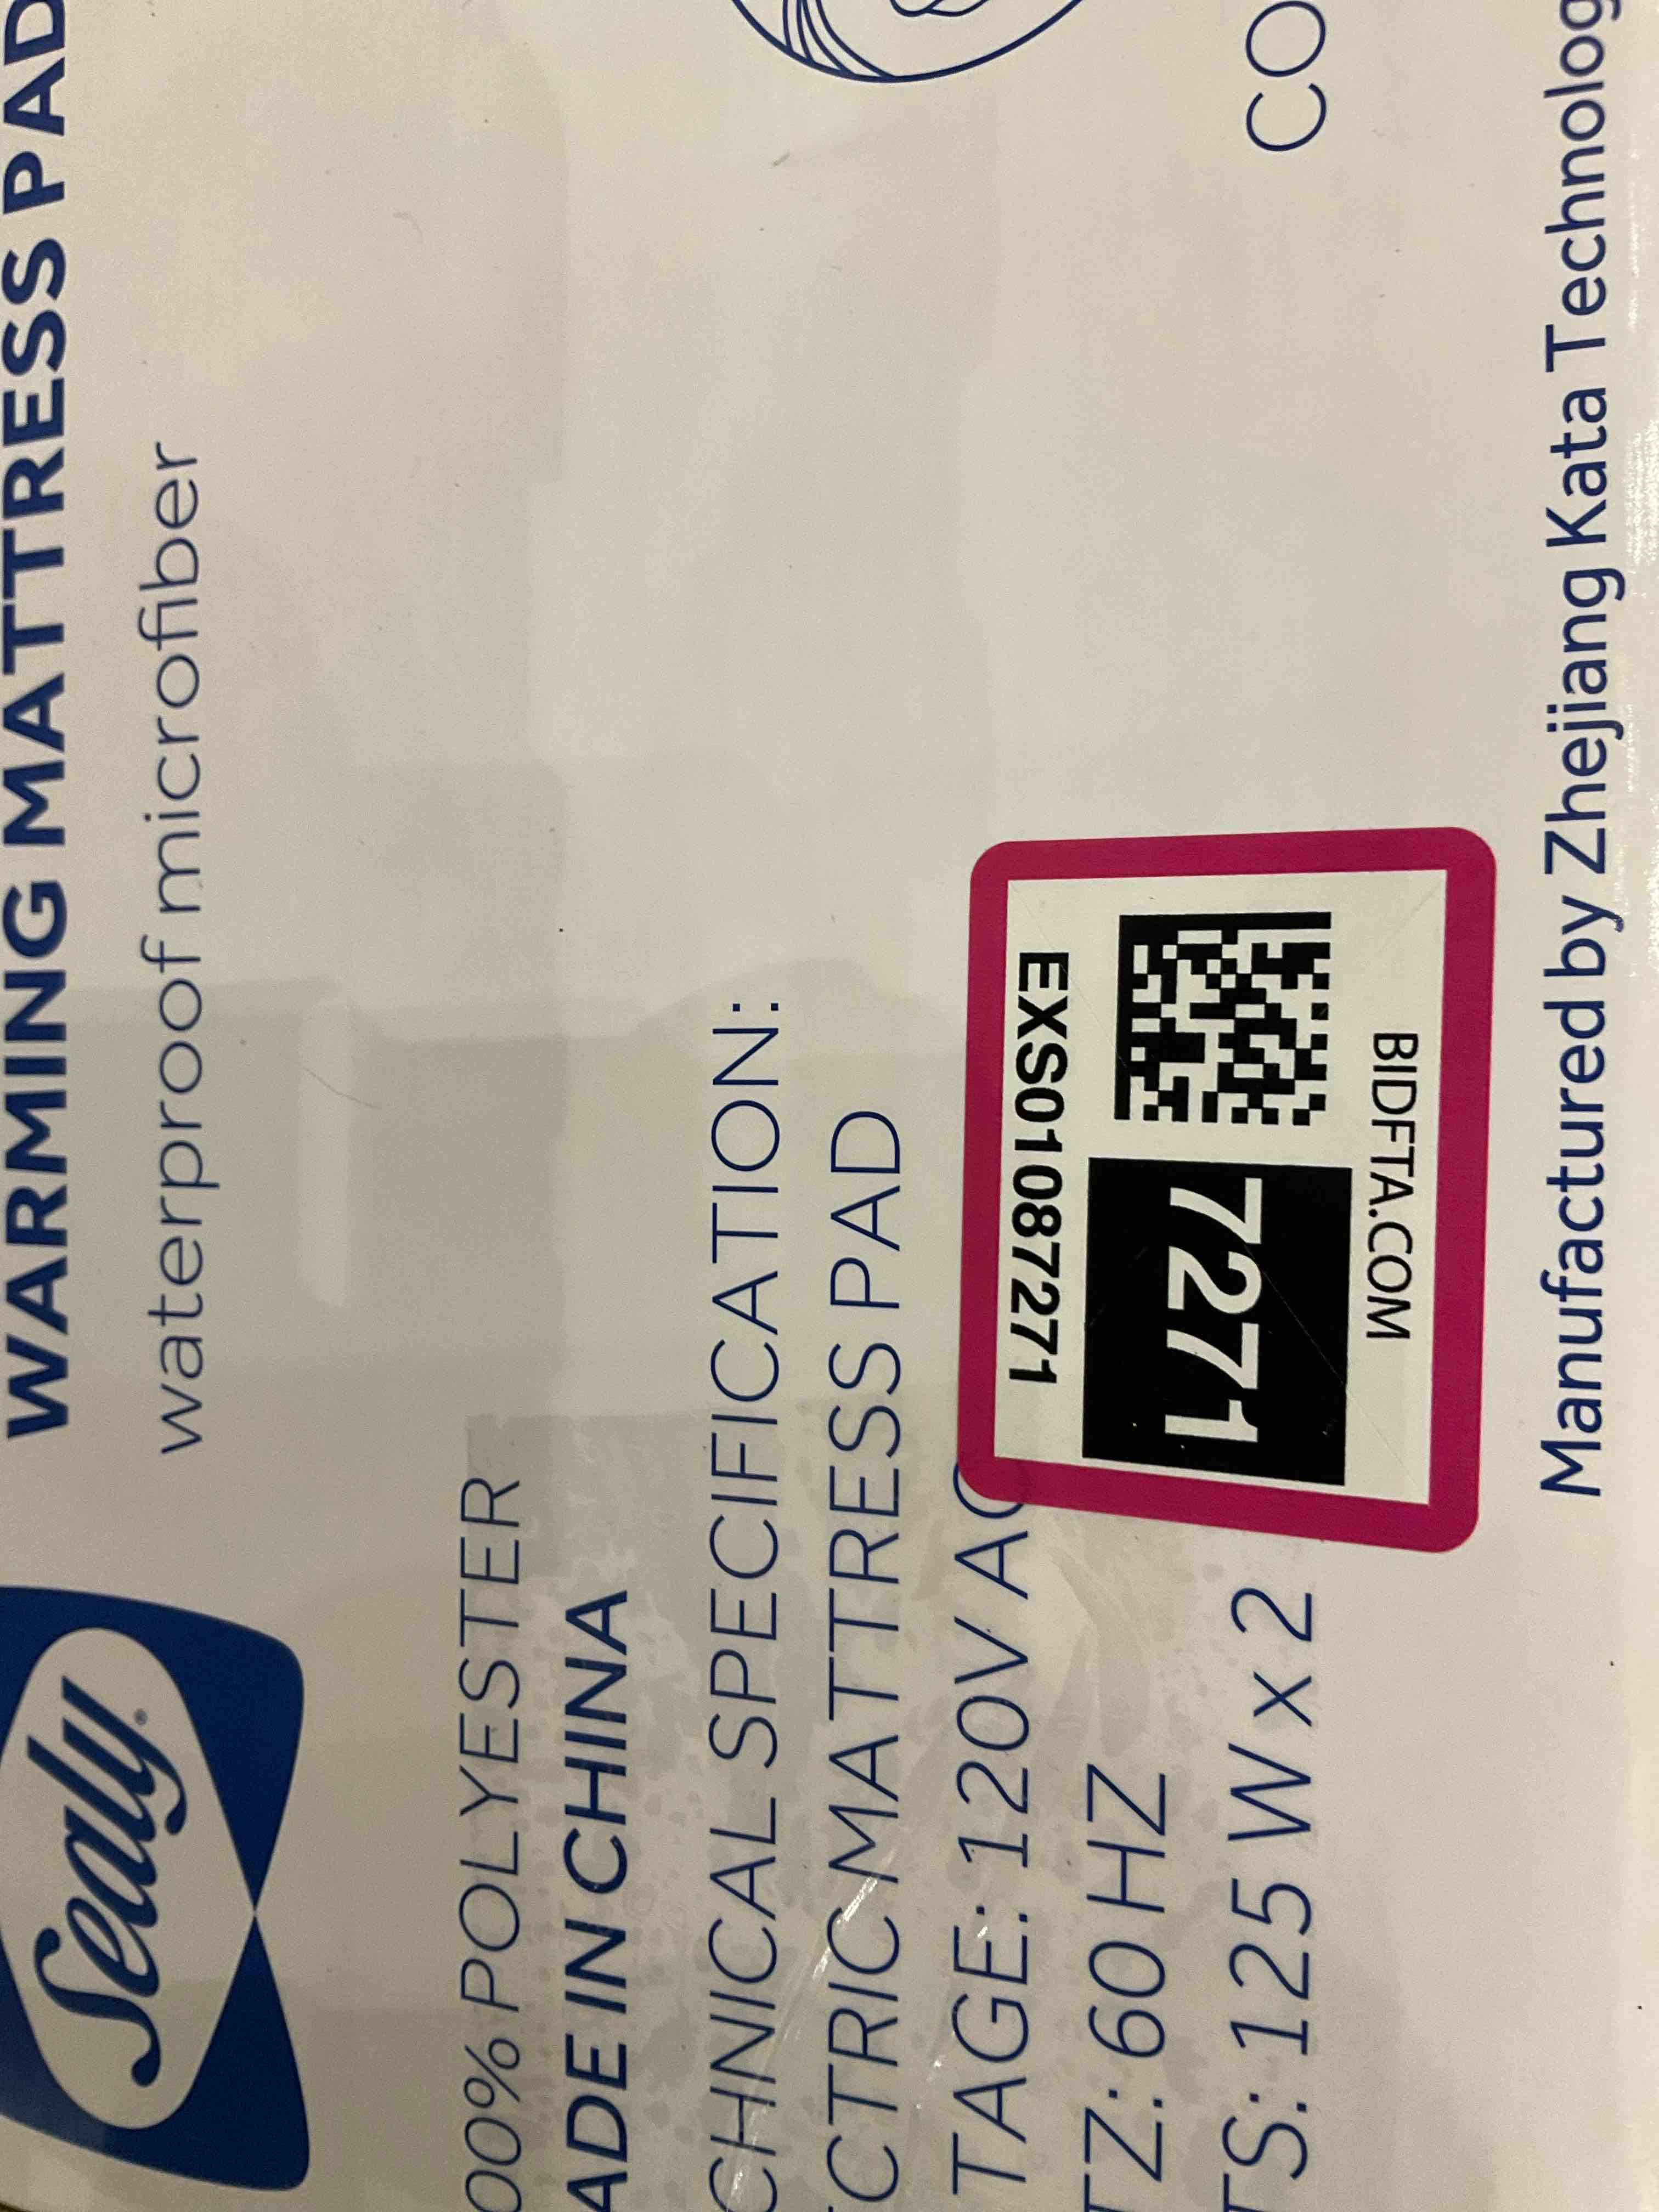 Sealy
WARMING MATTRESS PAD
waterproof microfiber
00% POLYESTER
ADE IN CHINA
CHNICAL SPECIFICATION:
CTRIC MATTRESS PAD
TAGE: 120V AC
TZ: 60 HZ
TS: 125 W x 2
CO
Manufactured by Zhejiang Kata Technolog
BIDFTA.COM
7271
EXS01087271